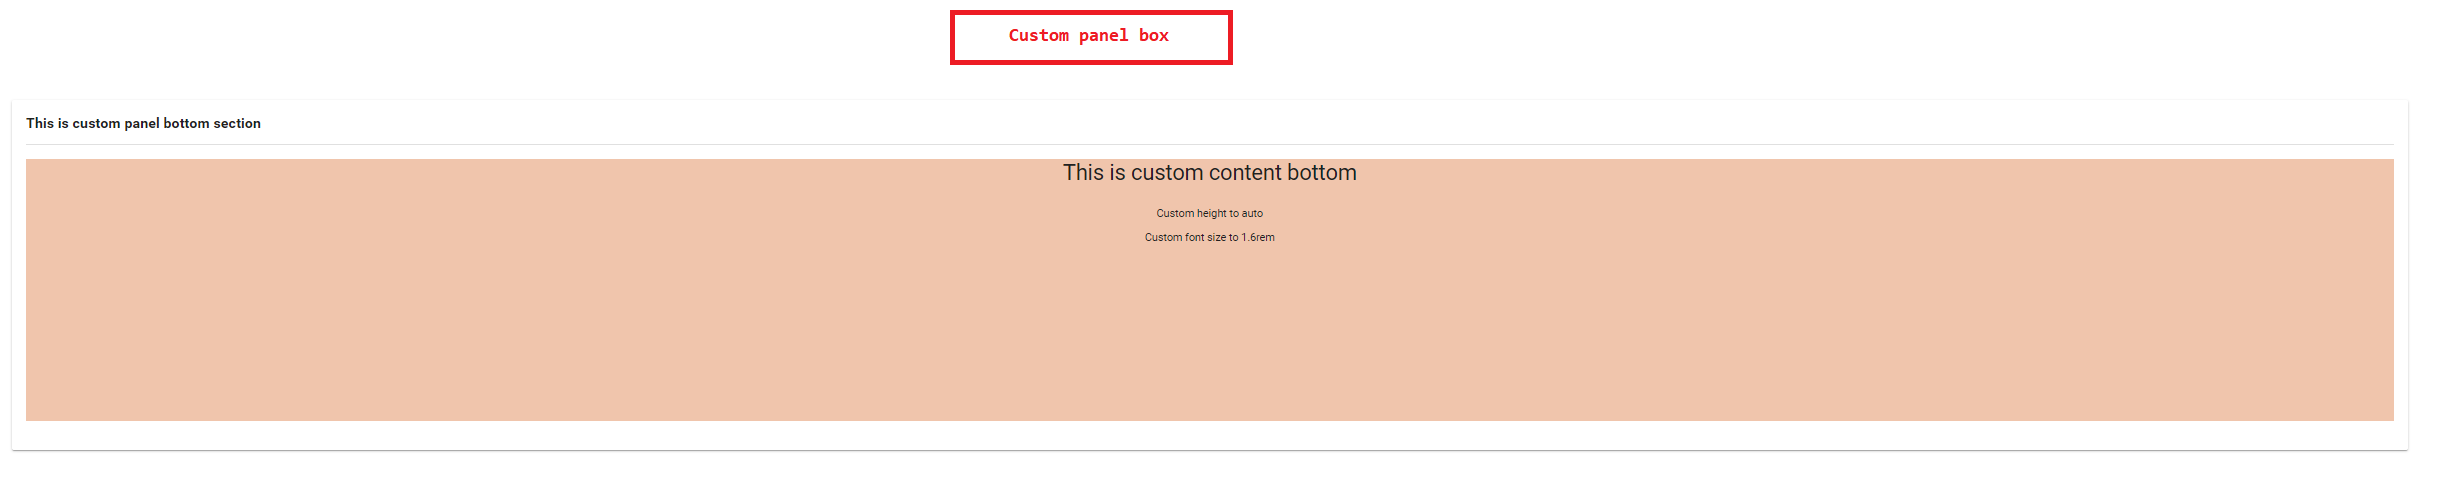 Custom panel box
This is custom panel bottom section
This is custom content bottom
Custom height to auto
Custom font size to 1.6rem